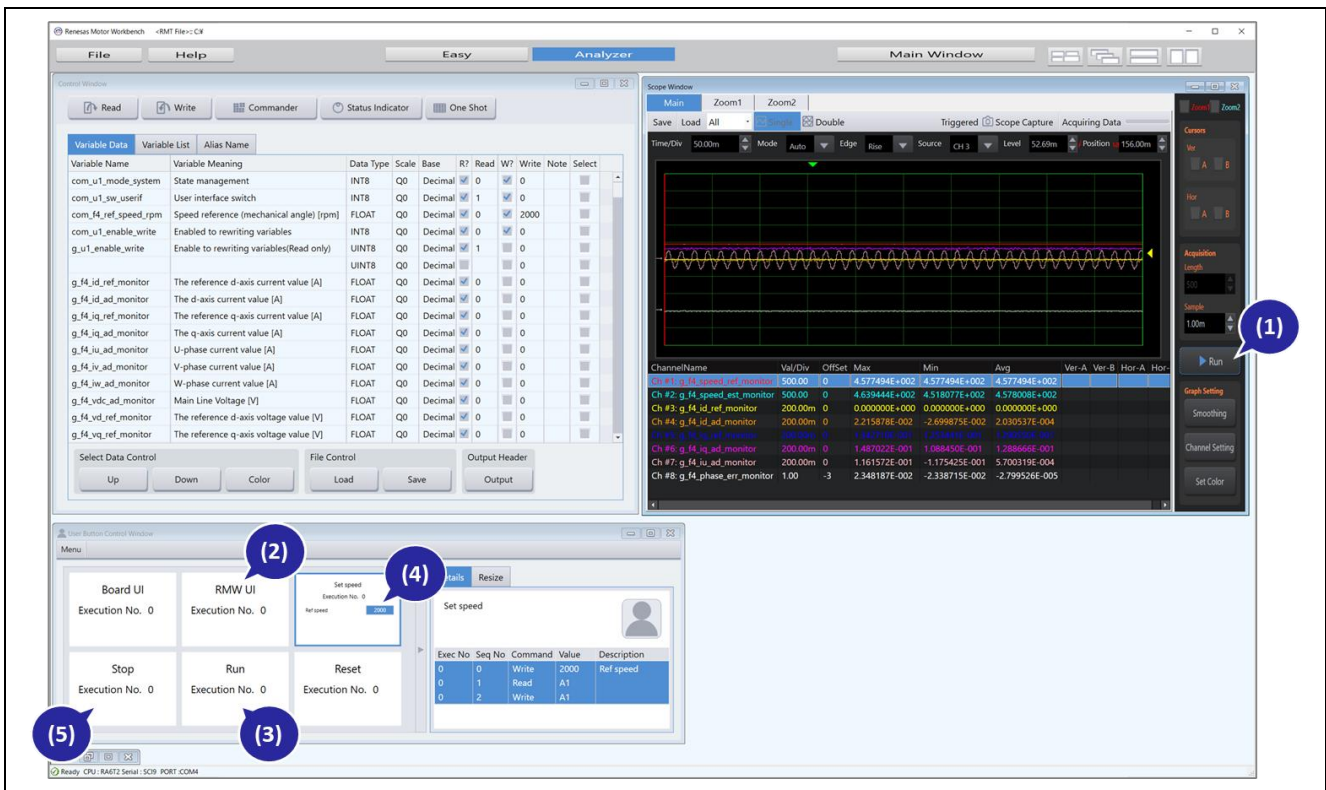 Renesas Motor Workbench <RMT File>:: C:¥
File Help Easy Analyzer Main Window
Control Window
Read Write Commander Status Indicator One Shot
Variable Data Variable List Alias Name
Variable Name Variable Meaning Data Type Scale Base R? Read W? Write Note Select
com_u1_mode_system State management INT8 Q0 Decimal 0 0
com_u1_sw_userif User interface switch INT8 Q0 Decimal 1 0
com_f4_ref_speed_rpm Speed reference (mechanical angle) [rpm] FLOAT Q0 Decimal 0 2000
com_u1_enable_write Enabled to rewriting variables INT8 Q0 Decimal 0 0
g_u1_enable_write Enable to rewriting variables(Read only) UINT8 Q0 Decimal 1 0
UINT8 Q0 Decimal 0
g_f4_id_ref_monitor The reference d-axis current value [A] FLOAT Q0 Decimal 0 0
g_f4_id_ad_monitor The d-axis current value [A] FLOAT Q0 Decimal 0 0
g_f4_iq_ref_monitor The reference q-axis current value [A] FLOAT Q0 Decimal 0 0
g_f4_iq_ad_monitor The q-axis current value [A] FLOAT Q0 Decimal 0 0
g_f4_iu_ad_monitor U-phase current value [A] FLOAT Q0 Decimal 0 0
g_f4_iv_ad_monitor V-phase current value [A] FLOAT Q0 Decimal 0 0
g_f4_iw_ad_monitor W-phase current value [A] FLOAT Q0 Decimal 0 0
g_f4_vdc_ad_monitor Main Line Voltage [V] FLOAT Q0 Decimal 0 0
g_f4_vd_ref_monitor The reference d-axis voltage value [V] FLOAT Q0 Decimal 0 0
g_f4_vq_ref_monitor The reference q-axis voltage value [V] FLOAT Q0 Decimal 0 0
Select Data Control File Control Output Header
Up Down Color Load Save Output
Scope Window
Main Zoom1 Zoom2
Save Load All Single Double Triggered Scope Capture Acquiring Data
Time/Div 50.00m Mode Auto Edge Rise Source CH 3 Level 52.69m Position 156.00m
ChannelName Val/Div OffSet Max Min Avg Ver-A Ver-B Hor-A Hor-
Ch #1: g_f4_speed_ref_monitor 500.00 0 4.577494E+002 4.577494E+002 4.577494E+002
Ch #2: g_f4_speed_est_monitor 500.00 0 4.639444E+002 4.518077E+002 4.578008E+002
Ch #3: g_f4_id_ref_monitor 200.00m 0 0.000000E+000 0.000000E+000 0.000000E+000
Ch #4: g_f4_id_ad_monitor 200.00m 0 2.215878E-002 -2.699875E-002 2.030537E-004
Ch #6: g_f4_iq_ad_monitor 200.00m 0 1.487022E-001 1.088450E-001 1.288666E-001
Ch #7: g_f4_iu_ad_monitor 200.00m 0 1.161572E-001 -1.175425E-001 5.700319E-004
Ch #8: g_f4_phase_err_monitor 1.00 -3 2.348187E-002 -2.338715E-002 -2.799526E-005
Zoom1 Zoom2
Cursors
Ver
A B
Hor
A B
Acquisition
Length
500
Sample
1.00m
(1)
Run
Graph Setting
Smoothing
Channel Setting
Set Color
User Button Control Window
Menu
(2)
(4)
Board UI
Execution No. 0
RMW UI
Execution No. 0
Set speed
Execution No. 0
Ref speed 2000
Stop
Execution No. 0
Run
Execution No. 0
Reset
Execution No. 0
(5)
(3)
Resize
Set speed
Exec No Seq No Command Value Description
0 0 Write 2000 Ref speed
0 1 Read A1
0 2 Write A1
Ready CPU : RA6T2 Serial : SCI9 PORT :COM4